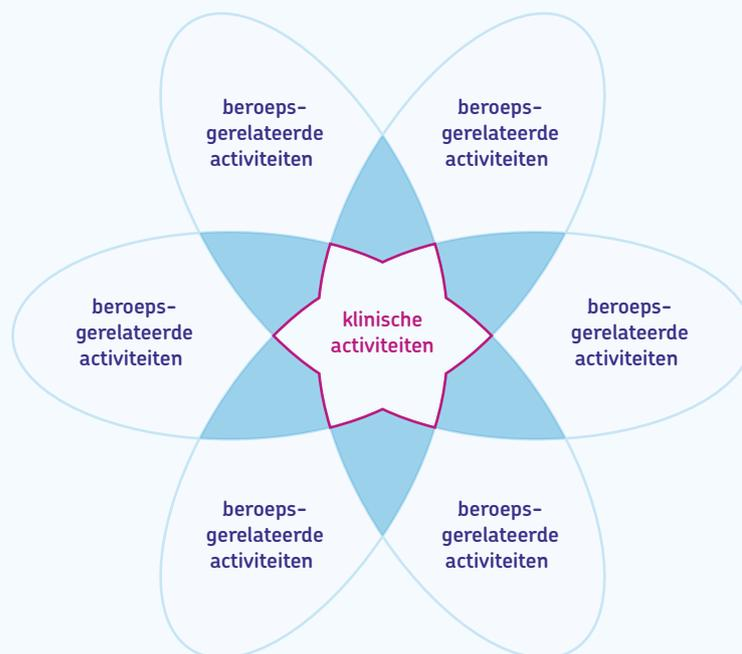 beroeps-
gerelateerde
activiteiten
beroeps-
gerelateerde
activiteiten
beroeps-
gerelateerde
activiteiten
klinische
activiteiten
beroeps-
gerelateerde
activiteiten
beroeps-
gerelateerde
activiteiten
beroeps-
gerelateerde
activiteiten